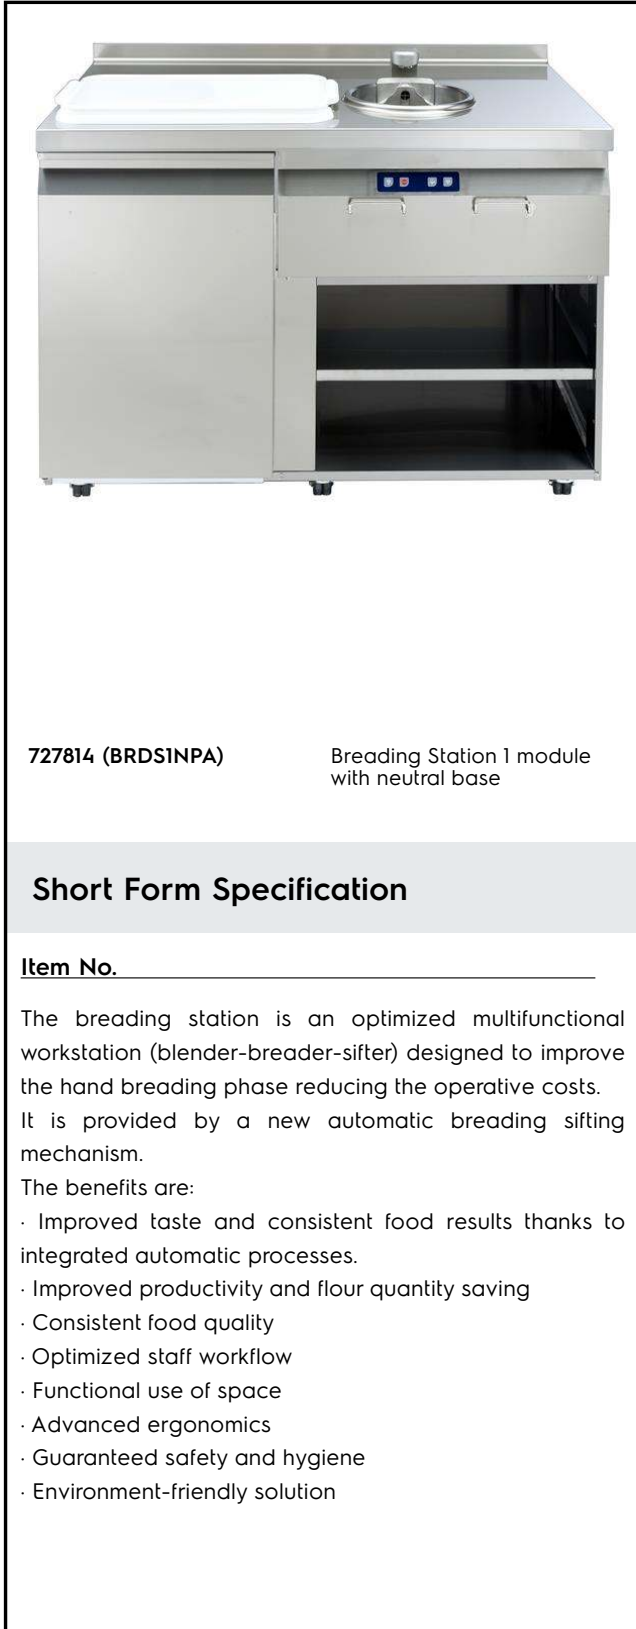 727814 (BRDS1NPA)
Breading Station 1 module
with neutral base
Short Form Specification
Item No.
The breading station is an optimized multifunctional
workstation (blender-breader-sifter) designed to improve
the hand breading phase reducing the operative costs.
It is provided by a new automatic breading sifting
mechanism.
The benefits are:
· Improved taste and consistent food results thanks to
integrated automatic processes.
· Improved productivity and flour quantity saving
· Consistent food quality
· Optimized staff workflow
· Functional use of space
· Advanced ergonomics
· Guaranteed safety and hygiene
· Environment-friendly solution